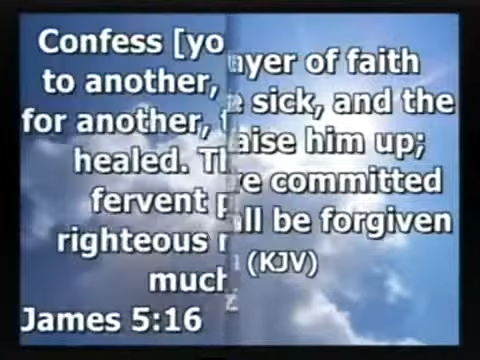 Confess [yo
to another,
for another,
healed. Th
fervent p
righteous
much
James 5:16
ayer of faith
sick, and the
aise him up;
e committed
ll be forgiven
(KJV)